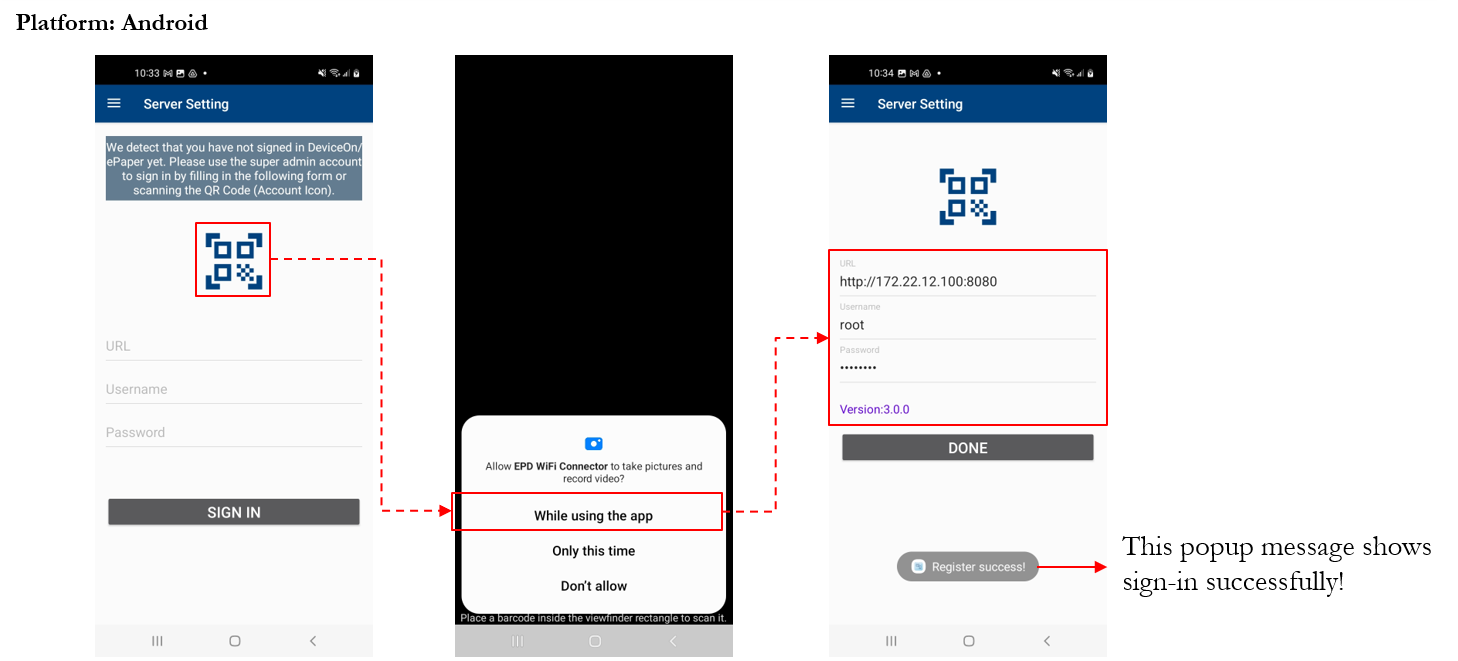 Platform: Android
10:33
Server Setting
We detect that you have not signed in DeviceOn/
ePaper yet. Please use the super admin account
to sign in by filling in the following form or
scanning the QR Code (Account Icon).
URL
Username
Password
SIGN IN
Allow EPD WiFi Connector to take pictures and
record video?
While using the app
Only this time
Don't allow
Place a barcode inside the viewfinder rectangle to scan it.
10:34
Server Setting
URL
http://172.22.12.100:8080
Username
root
Password
••••••••
Version:3.0.0
DONE
Register success!
This popup message shows
sign-in successfully!